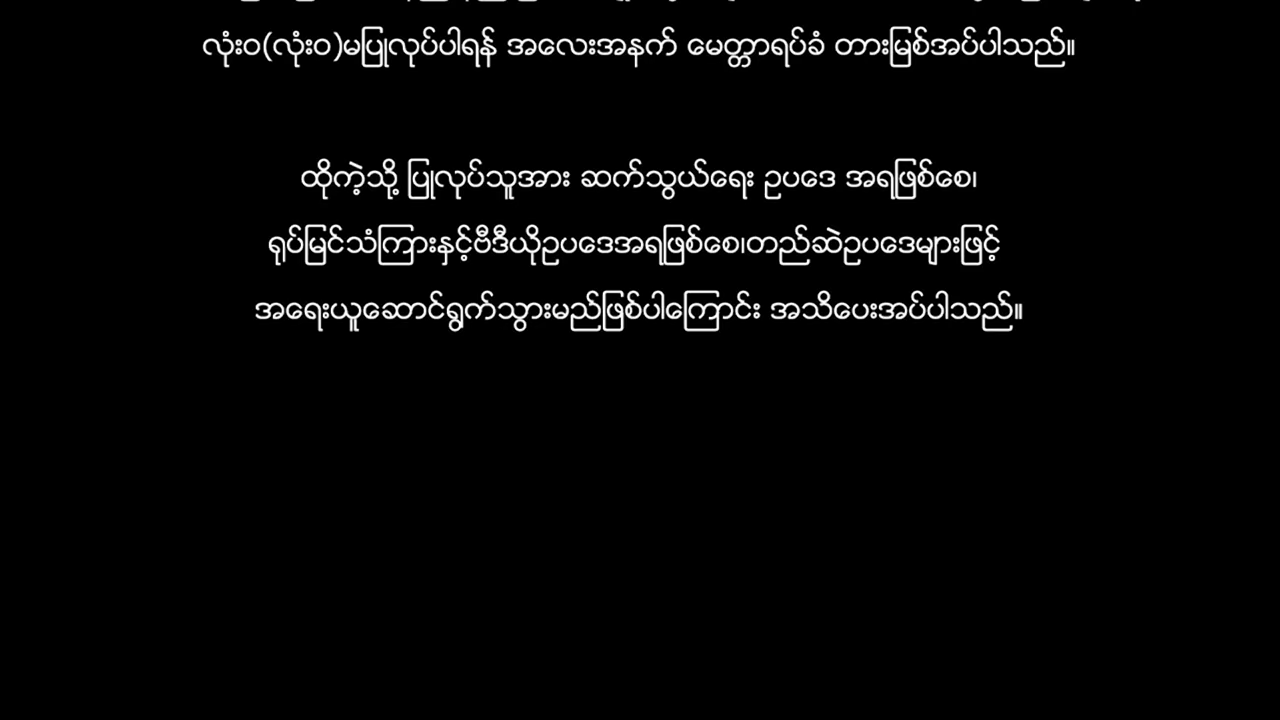 လုံးဝ(လုံးဝ)မပြုလုပ်ပါရန် အလေးအနက် မေတ္တာရပ်ခံ တားမြစ်အပ်ပါသည်။
ထိုကဲ့သို့ ပြုလုပ်သူအား ဆက်သွယ်ရေး ဥပဒေ အရဖြစ်စေ၊
ရုပ်မြင်သံကြားနှင့်ဗီဒီယိုဥပဒေအရဖြစ်စေ၊တည်ဆဲဥပဒေများဖြင့်
အရေးယူဆောင်ရွက်သွားမည်ဖြစ်ပါကြောင်း အသိပေးအပ်ပါသည်။